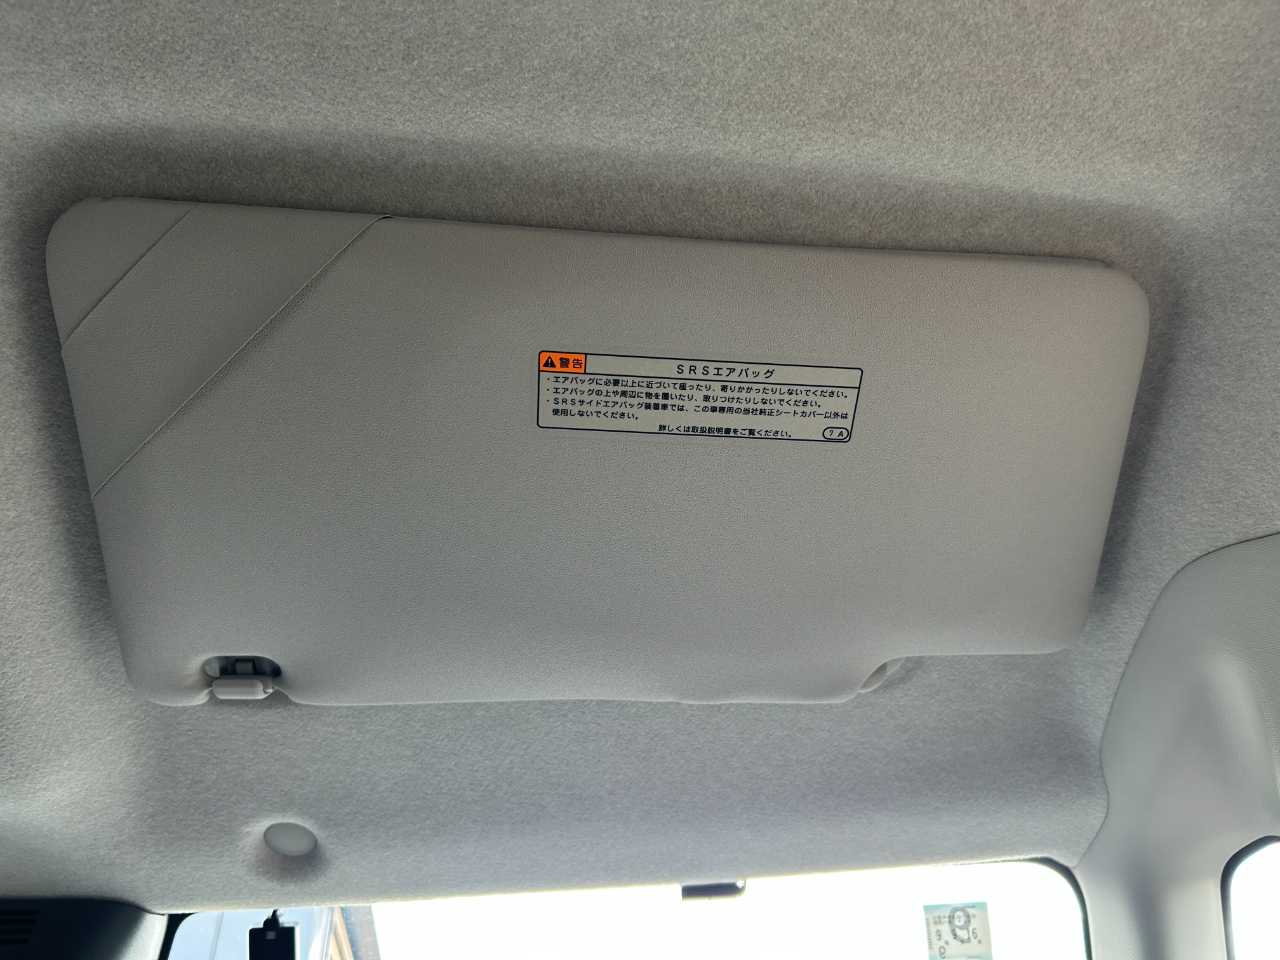 警告
SRSエアバッグ
・エアバッグに必要以上に近づいて座ったり、寄りかかったりしないでください。
・エアバッグの上や周辺に物を置いたり、取りつけたりしないでください。
・SRSサイドエアバッグ装着車では、この車専用の当社純正シートカバー以外は
使用しないでください。
詳しくは取扱説明書をご覧ください。
7A